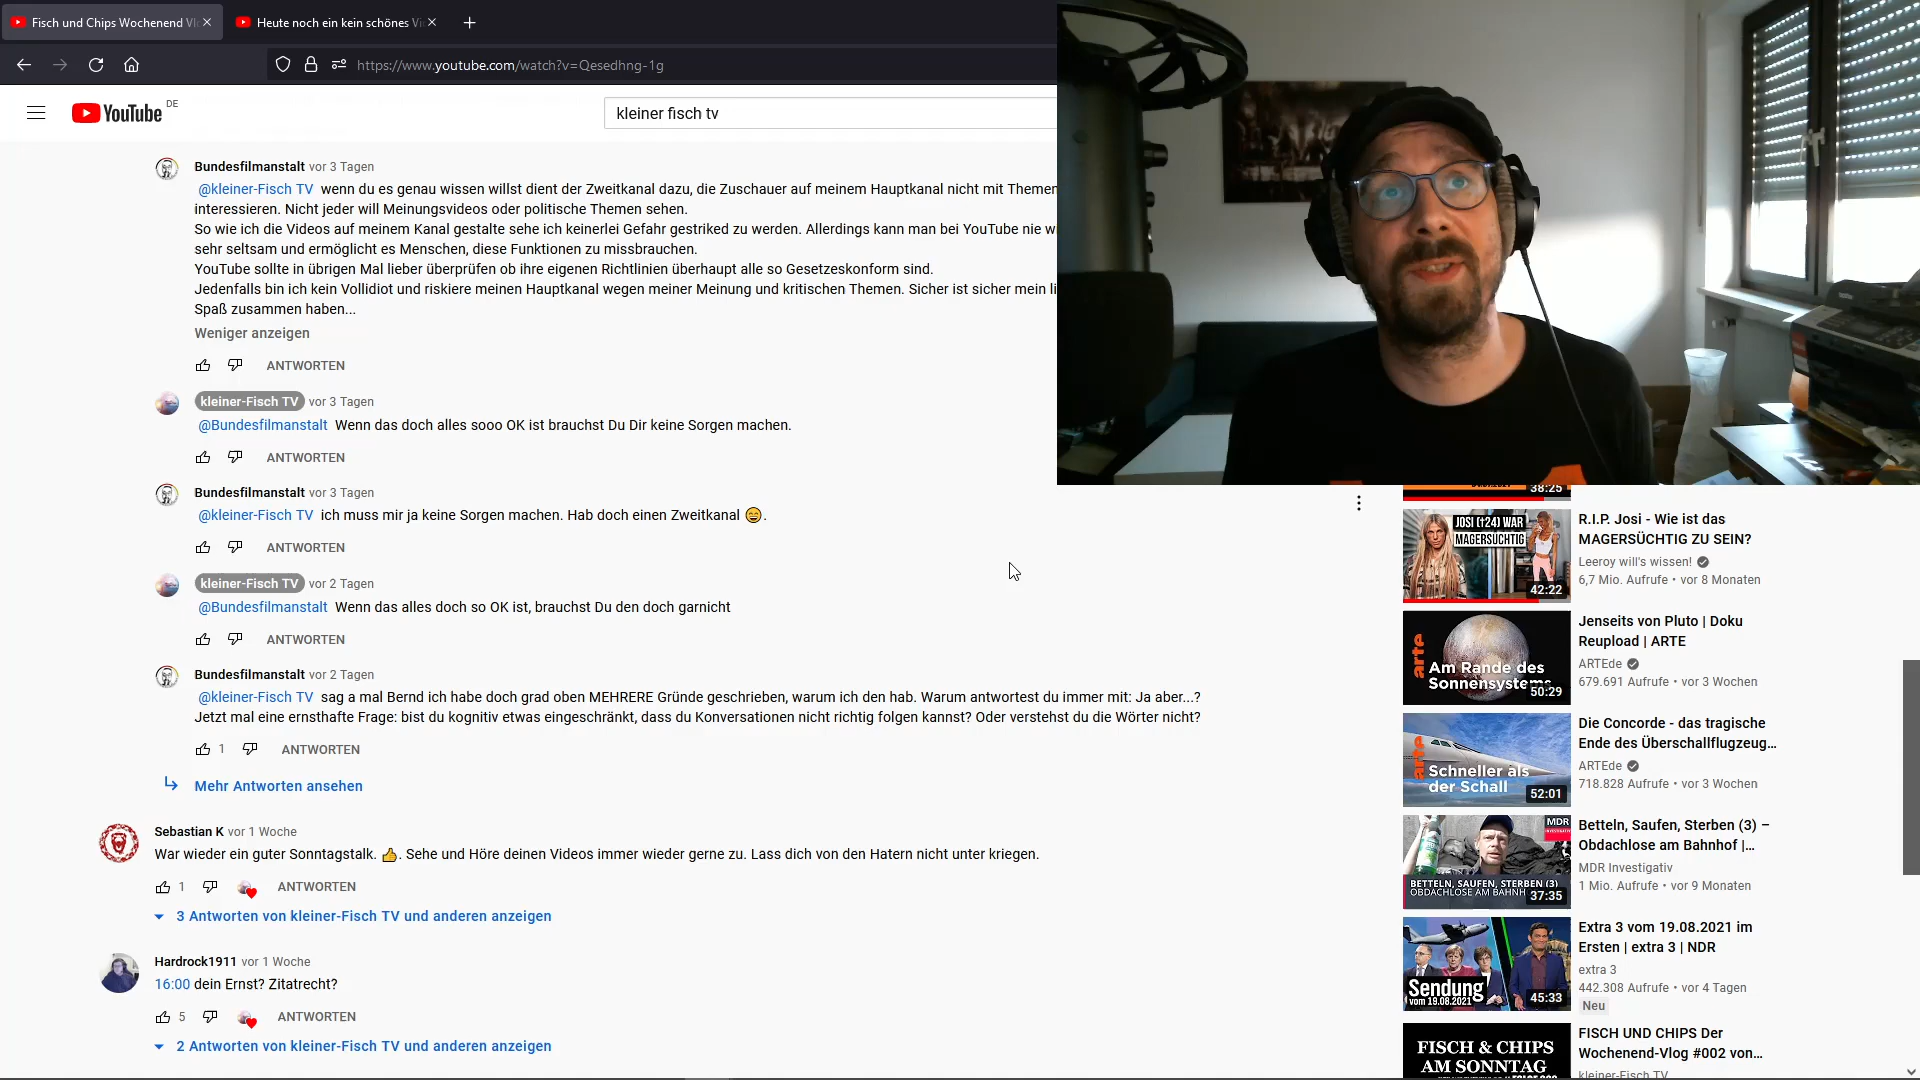 Fisch und Chips Wochenend Vl
Heute noch ein kein schönes Vi
https://www.youtube.com/watch?v=Qesedhng-1g
YouTube DE
kleiner fisch tv
Bundesfilmanstalt vor 3 Tagen
@kleiner-Fisch TV wenn du es genau wissen willst dient der Zweitkanal dazu, die Zuschauer auf meinem Hauptkanal nicht mit Themen
interessieren. Nicht jeder will Meinungsvideos oder politische Themen sehen.
So wie ich die Videos auf meinem Kanal gestalte sehe ich keinerlei Gefahr gestriked zu werden. Allerdings kann man bei YouTube nie
sehr seltsam und ermöglicht es Menschen, diese Funktionen zu missbrauchen.
YouTube sollte in übrigen Mal lieber überprüfen ob ihre eigenen Richtlinien überhaupt alle so Gesetzeskonform sind.
Jedenfalls bin ich kein Vollidiot und riskiere meinen Hauptkanal wegen meiner Meinung und kritischen Themen. Sicher ist sicher mein
Spaß zusammen haben...
Weniger anzeigen
ANTWORTEN
kleiner-Fisch TV vor 3 Tagen
@Bundesfilmanstalt Wenn das doch alles sooo OK ist brauchst Du Dir keine Sorgen machen.
ANTWORTEN
Bundesfilmanstalt vor 3 Tagen
@kleiner-Fisch TV ich muss mir ja keine Sorgen machen. Hab doch einen Zweitkanal 😄.
ANTWORTEN
kleiner-Fisch TV vor 2 Tagen
@Bundesfilmanstalt Wenn das alles doch so OK ist, brauchst Du den doch garnicht
ANTWORTEN
Bundesfilmanstalt vor 2 Tagen
@kleiner-Fisch TV sag a mal Bernd ich habe doch grad oben MEHRERE Gründe geschrieben, warum ich den hab. Warum antwortest du immer mit: Ja aber...?
Jetzt mal eine ernsthafte Frage: bist du kognitiv etwas eingeschränkt, dass du Konversationen nicht richtig folgen kannst? Oder verstehst du die Wörter nicht?
1 ANTWORTEN
Mehr Antworten ansehen
Sebastian K vor 1 Woche
War wieder ein guter Sonntagstalk. 👍. Sehe und Höre deinen Videos immer wieder gerne zu. Lass dich von den Hatern nicht unter kriegen.
1 ANTWORTEN
3 Antworten von kleiner-Fisch TV und anderen anzeigen
Hardrock1911 vor 1 Woche
16:00 dein Ernst? Zitatrecht?
5 ANTWORTEN
2 Antworten von kleiner-Fisch TV und anderen anzeigen
38:25
JOSI (†24) WAR
MAGERSÜCHTIG
42:22
R.I.P. Josi - Wie ist das
MAGERSÜCHTIG ZU SEIN?
Leeroy will's wissen!
6,7 Mio. Aufrufe • vor 8 Monaten
arte
Am Rande des
Sonnensystems
50:29
Jenseits von Pluto | Doku
Reupload | ARTE
ARTEde
679.691 Aufrufe • vor 3 Wochen
arte
Schneller als
der Schall
52:01
Die Concorde - das tragische
Ende des Überschallflugzeug...
ARTEde
718.828 Aufrufe • vor 3 Wochen
MDR
INVESTIGATIV
BETTELN, SAUFEN, STERBEN (3)
OBDACHLOSE AM BAHNH
37:35
Betteln, Saufen, Sterben (3) –
Obdachlose am Bahnhof |...
MDR Investigativ
1 Mio. Aufrufe • vor 9 Monaten
Sendung
vom 19.08.2021
45:33
Extra 3 vom 19.08.2021 im
Ersten | extra 3 | NDR
extra 3
442.308 Aufrufe • vor 4 Tagen
Neu
FISCH & CHIPS
AM SONNTAG
FISCH UND CHIPS Der
Wochenend-Vlog #002 von...
kleiner-Fisch TV